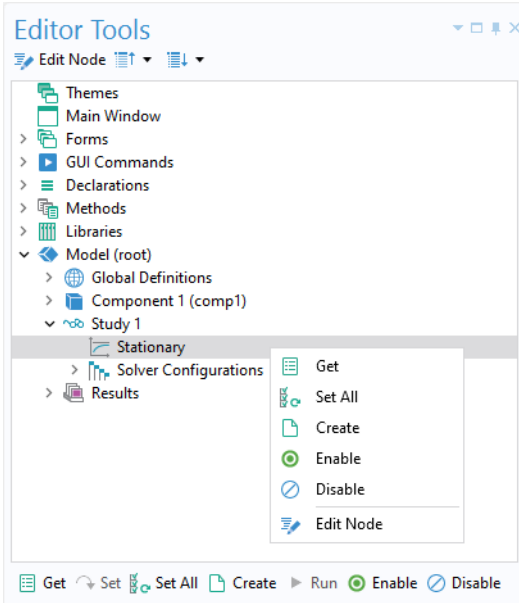 Editor Tools
Edit Node
Themes
Main Window
Forms
GUI Commands
Declarations
Methods
Libraries
Model (root)
Global Definitions
Component 1 (comp1)
Study 1
Stationary
Solver Configurations
Results
Get
Set All
Create
Enable
Disable
Edit Node
Get Set Set All Create Run Enable Disable